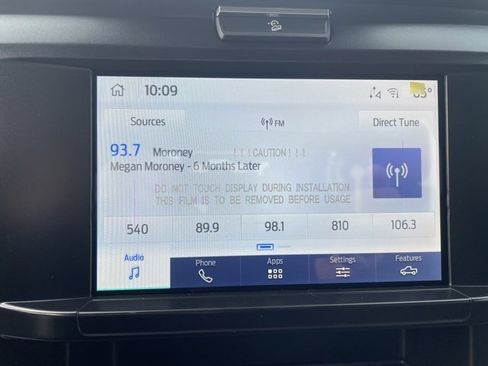 10:09
65°
Sources
FM
Direct Tune
93.7 Moroney
! ! ! CAUTION ! ! !
Megan Moroney - 6 Months Later
DO NOT TOUCH DISPLAY DURING INSTALLATION
THIS FILM IS TO BE REMOVED BEFORE USAGE
540 89.9 98.1 810 106.3
Audio Phone Apps Settings Features